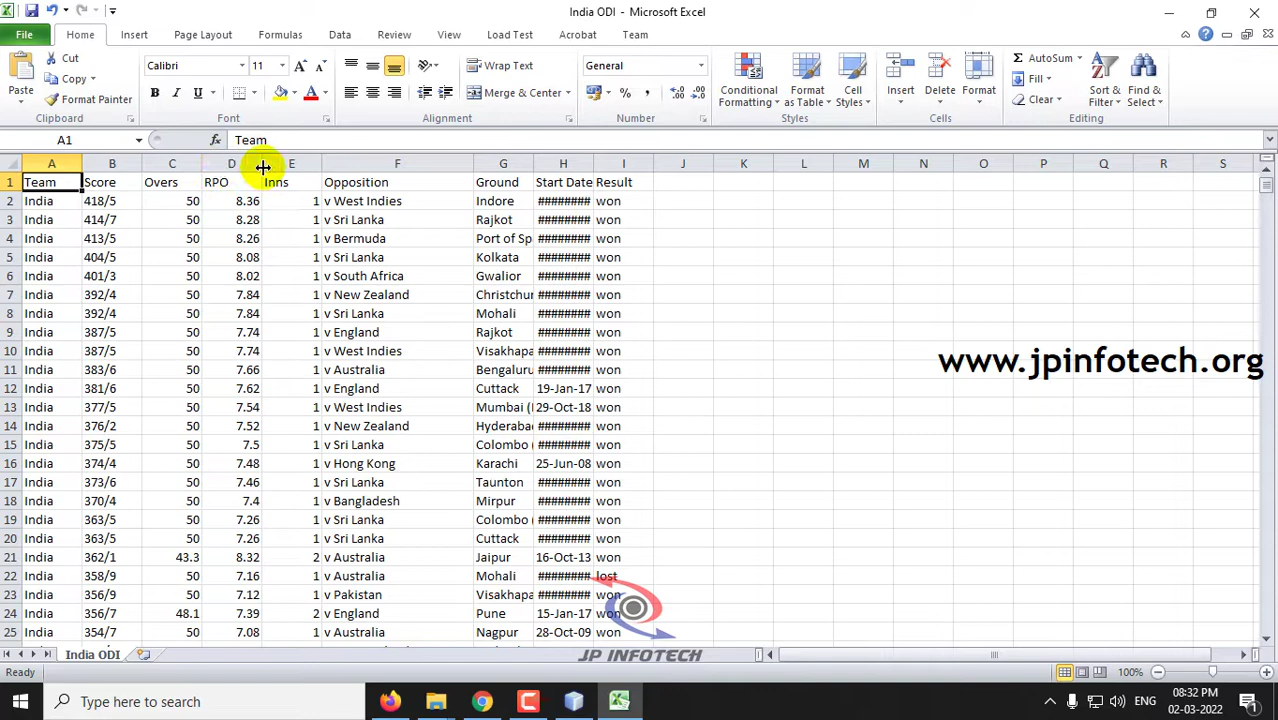 India ODI - Microsoft Excel
File Home Insert Page Layout Formulas Data Review View Load Test Acrobat Team
Paste Cut Copy Format Painter Clipboard
Calibri 11 B I U A A A Font
Wrap Text Merge & Center Alignment
General % , Number
Conditional Formatting Format as Table Cell Styles Styles
Insert Delete Format Cells
Σ AutoSum Fill Clear Sort & Filter Find & Select Editing
A1 fx Team
A B C D E F G H I J K L M N O P Q R S
1 Team Score Overs RPO Inns Opposition Ground Start Date Result
2 India 418/5 50 8.36 1 v West Indies Indore ######## won
3 India 414/7 50 8.28 1 v Sri Lanka Rajkot ######## won
4 India 413/5 50 8.26 1 v Bermuda Port of Sp ######## won
5 India 404/5 50 8.08 1 v Sri Lanka Kolkata ######## won
6 India 401/3 50 8.02 1 v South Africa Gwalior ######## won
7 India 392/4 50 7.84 1 v New Zealand Christchur ######## won
8 India 392/4 50 7.84 1 v Sri Lanka Mohali ######## won
9 India 387/5 50 7.74 1 v England Rajkot ######## won
10 India 387/5 50 7.74 1 v West Indies Visakhapa ######## won
11 India 383/6 50 7.66 1 v Australia Bengaluru ######## won
12 India 381/6 50 7.62 1 v England Cuttack 19-Jan-17 won
13 India 377/5 50 7.54 1 v West Indies Mumbai ( 29-Oct-18 won
14 India 376/2 50 7.52 1 v New Zealand Hyderabad ######## won
15 India 375/5 50 7.5 1 v Sri Lanka Colombo ( ######## won
16 India 374/4 50 7.48 1 v Hong Kong Karachi 25-Jun-08 won
17 India 373/6 50 7.46 1 v Sri Lanka Taunton ######## won
18 India 370/4 50 7.4 1 v Bangladesh Mirpur ######## won
19 India 363/5 50 7.26 1 v Sri Lanka Colombo ( ######## won
20 India 363/5 50 7.26 1 v Sri Lanka Cuttack ######## won
21 India 362/1 43.3 8.32 2 v Australia Jaipur 16-Oct-13 won
22 India 358/9 50 7.16 1 v Australia Mohali ######## lost
23 India 356/9 50 7.12 1 v Pakistan Visakhapa ######## won
24 India 356/7 48.1 7.39 2 v England Pune 15-Jan-17 won
25 India 354/7 50 7.08 1 v Australia Nagpur 28-Oct-09 won
www.jpinfotech.org
JP INFOTECH
India ODI
Ready 100%
Type here to search
ENG 08:32 PM
02-03-2022 1